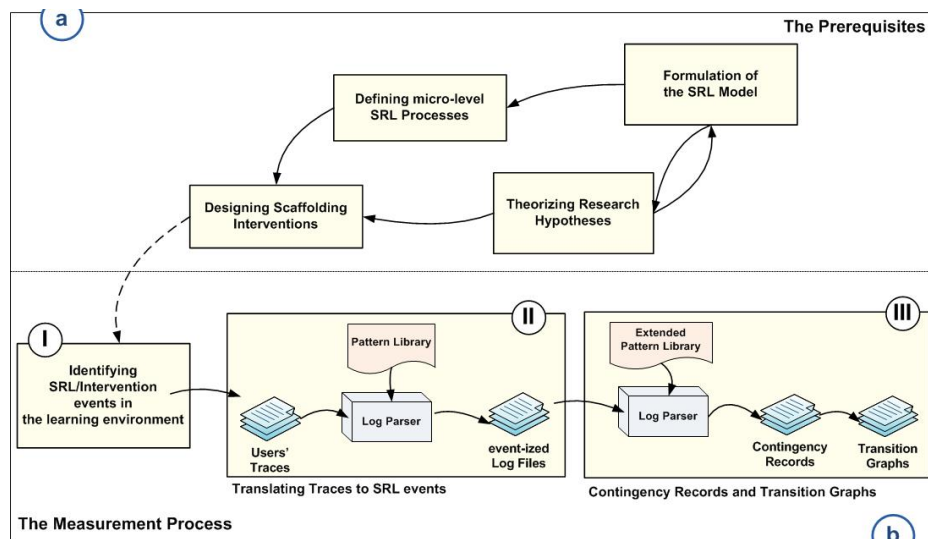 a
The Prerequisites
Formulation of
the SRL Model
Defining micro-level
SRL Processes
Theorizing Research
Hypotheses
Designing Scaffolding
Interventions
I
Identifying
SRL/Intervention
events in
the learning environment
II
Pattern Library
Log Parser
Users'
Traces
event-ized
Log Files
Translating Traces to SRL events
III
Extended
Pattern Library
Log Parser
Contingency
Records
Transition
Graphs
Contingency Records and Transition Graphs
The Measurement Process
b